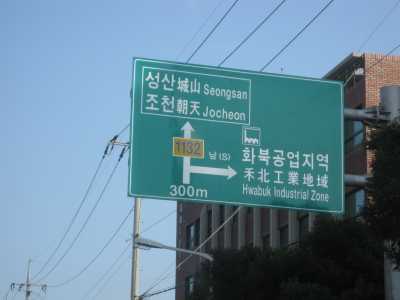 성산 城山 Seongsan
조천 朝天 Jocheon
1132
남(S)
화북공업지역
禾北工業地域
Hwabuk Industrial Zone
300m